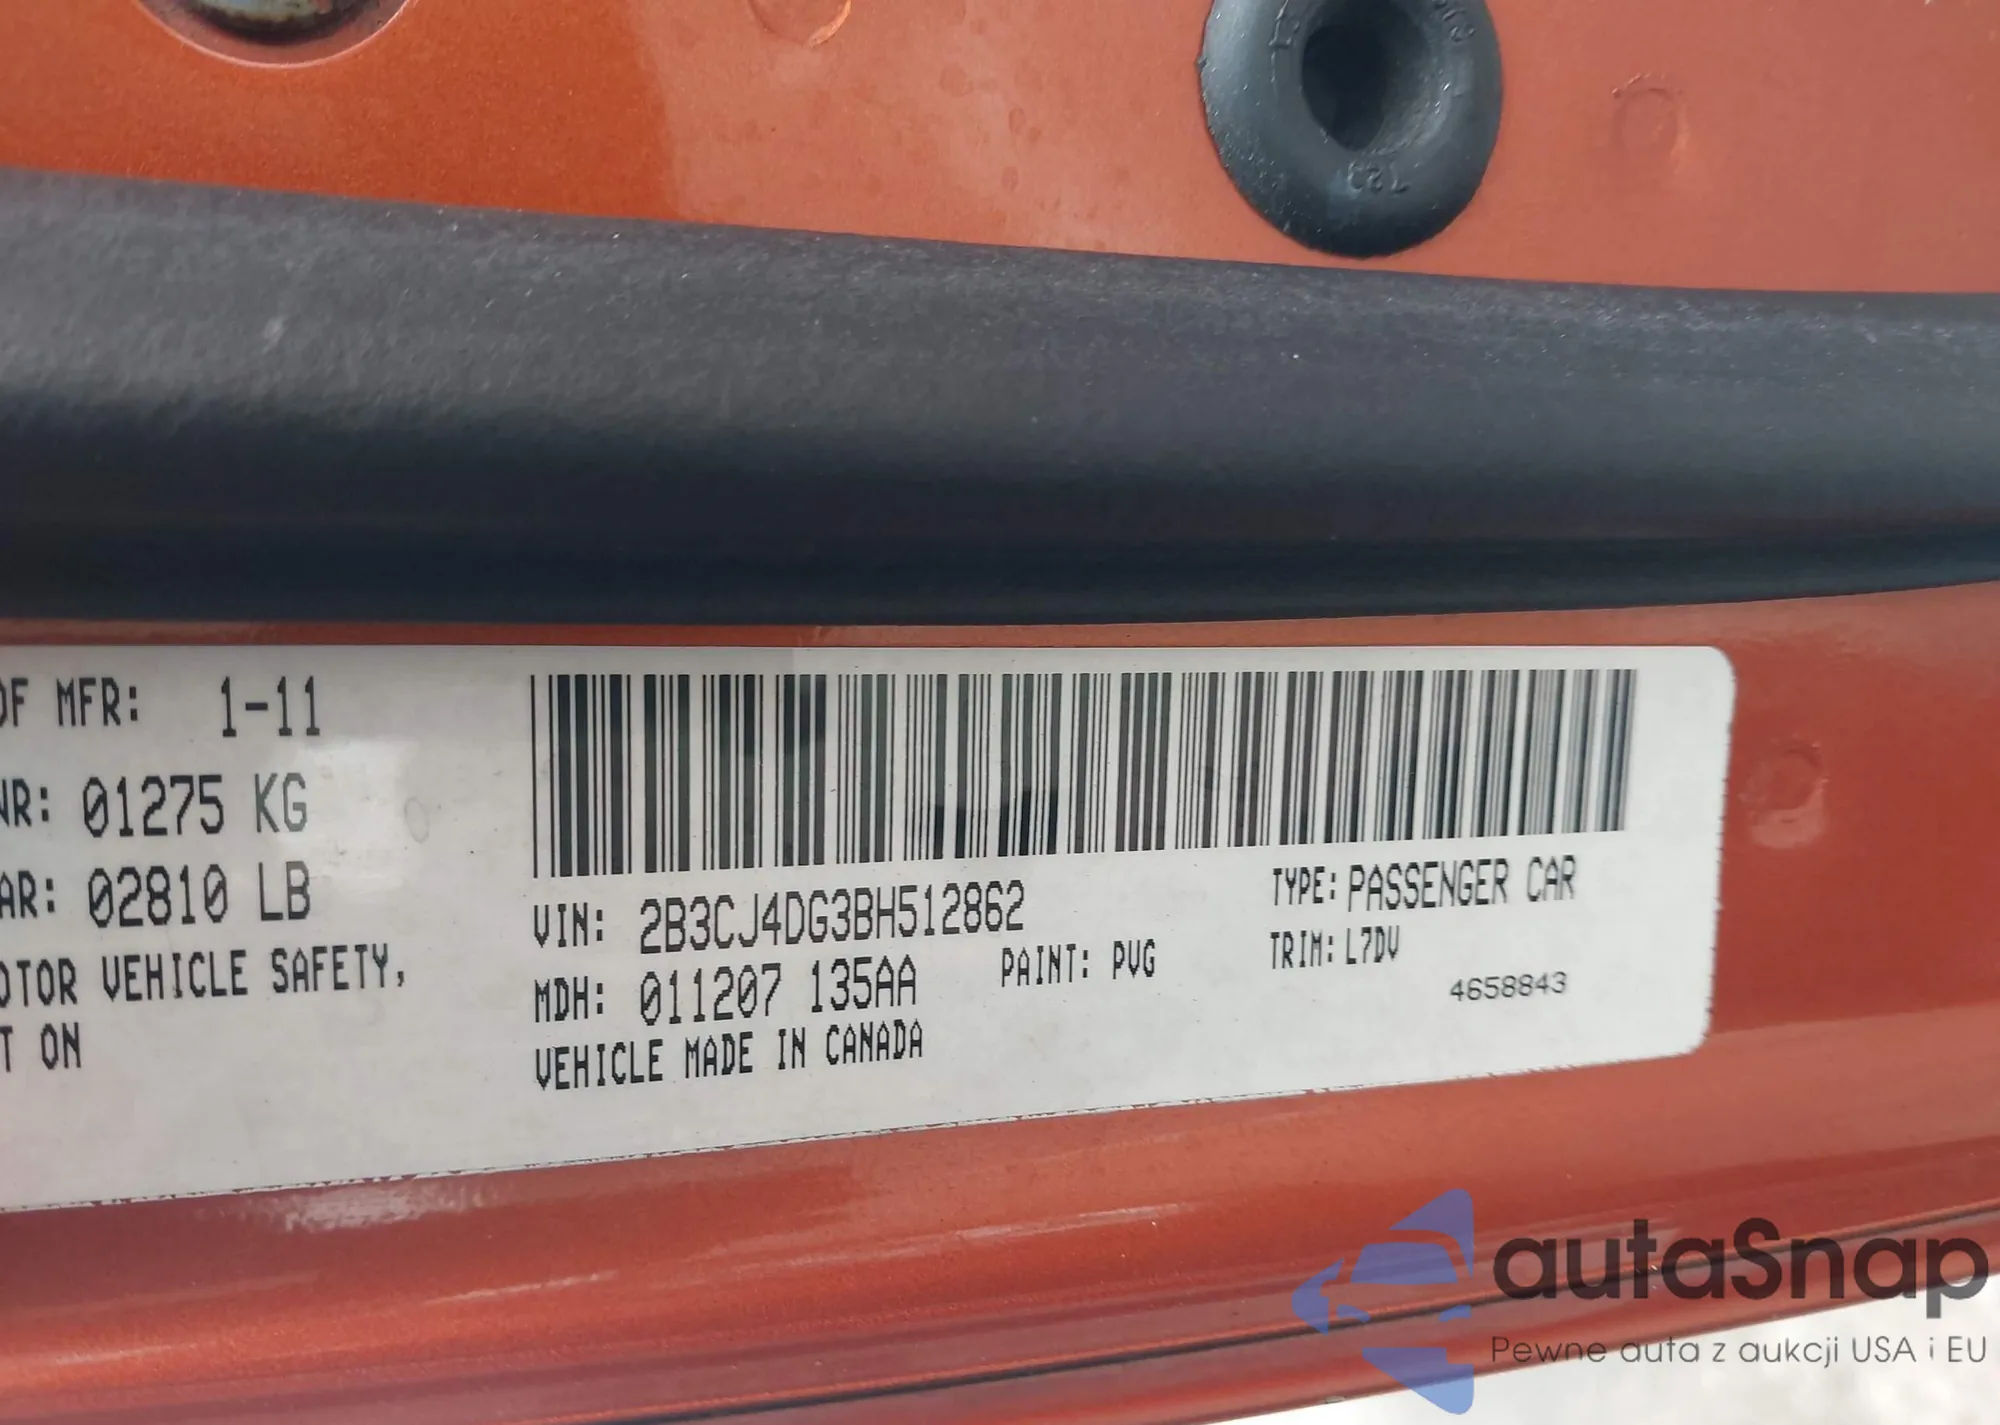 OF MFR: 1-11
WR: 01275 KG
AR: 02810 LB
OTOR VEHICLE SAFETY,
T ON
VIN: 2B3CJ4DG3BH512862
TYPE: PASSENGER CAR
MDH: 011207 135AA
PAINT: PVG
TRIM: L7DV
4658843
VEHICLE MADE IN CANADA
autaSnap
Pewne auta z aukcji USA i EU